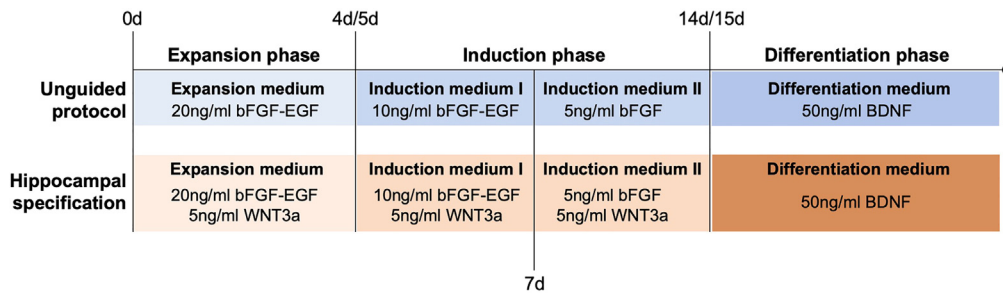 0d 4d/5d 14d/15d
Expansion phase Induction phase Differentiation phase
Unguided protocol
Expansion medium Induction medium I Induction medium II Differentiation medium
20ng/ml bFGF-EGF 10ng/ml bFGF-EGF 5ng/ml bFGF 50ng/ml BDNF
Hippocampal specification
Expansion medium Induction medium I Induction medium II Differentiation medium
20ng/ml bFGF-EGF 10ng/ml bFGF-EGF 5ng/ml bFGF 50ng/ml BDNF
5ng/ml WNT3a 5ng/ml WNT3a 5ng/ml WNT3a
7d